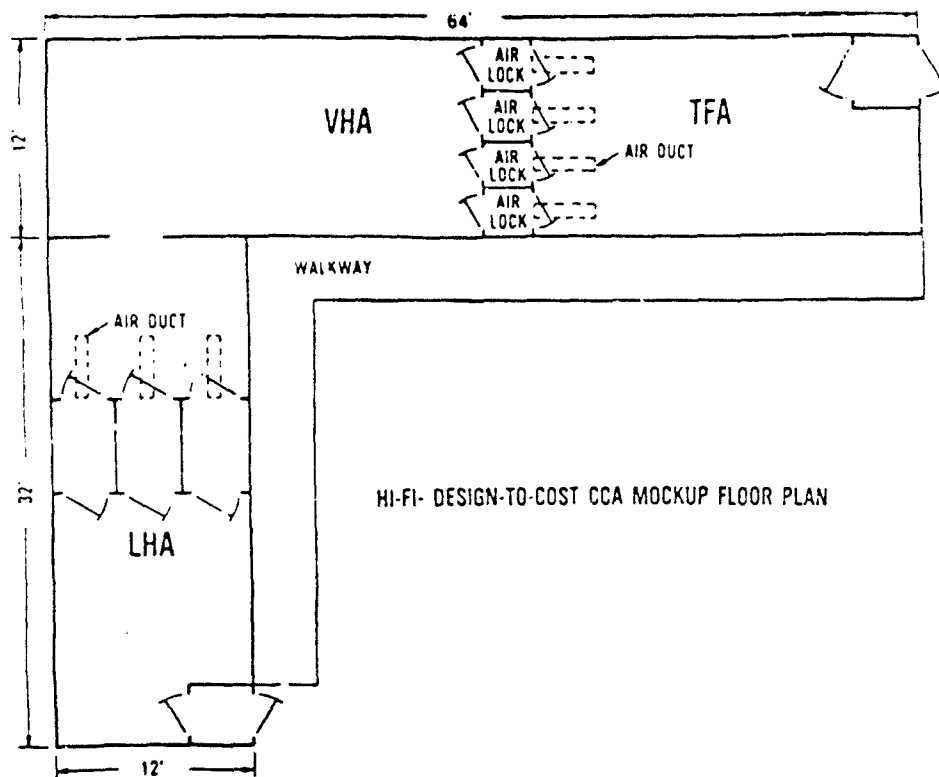 64'
AIR
LOCK
AIR
LOCK
AIR
LOCK
AIR
LOCK
VHA
TFA
AIR DUCT
12'
WALKWAY
AIR DUCT
32'
HI-FI- DESIGN-TO-COST CCA MOCKUP FLOOR PLAN
LHA
12'